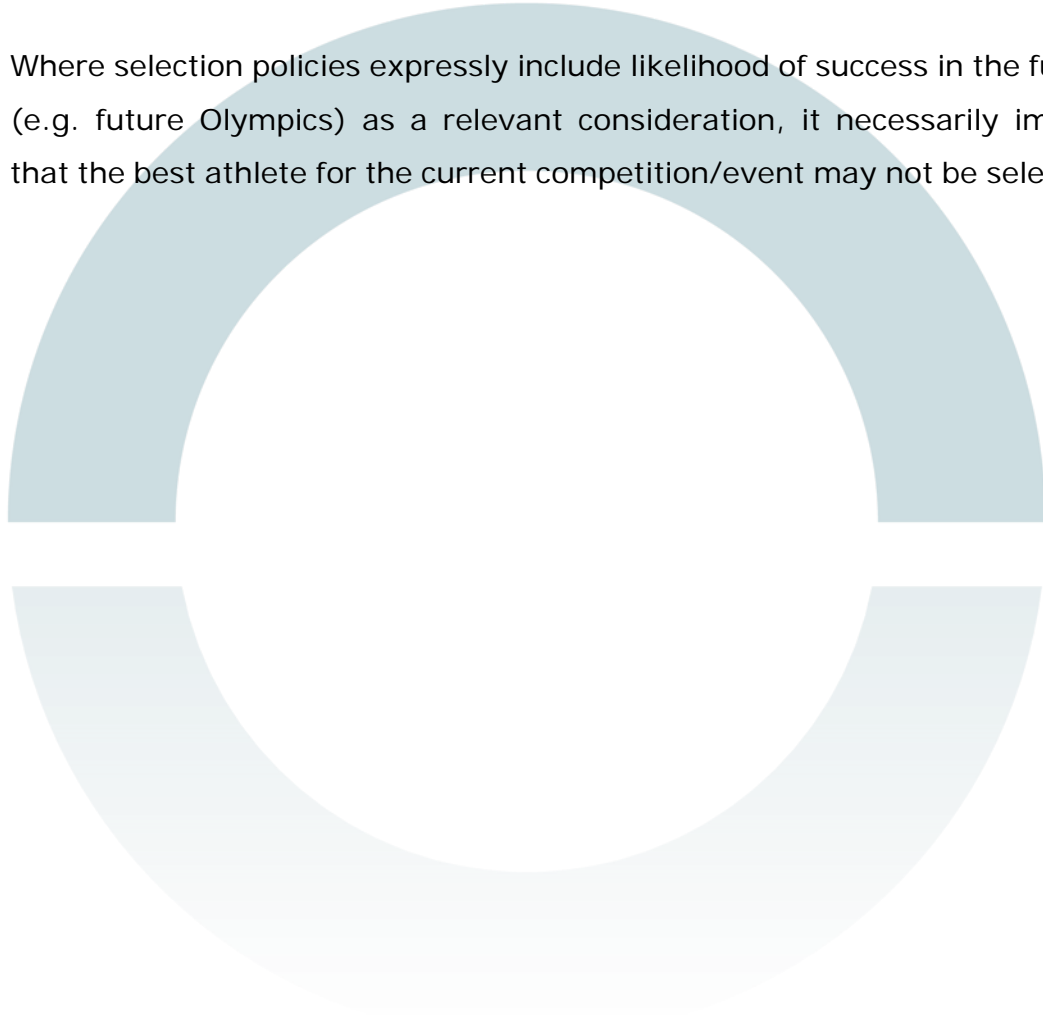 Where selection policies expressly include likelihood of success in the
(e.g. future Olympics) as a relevant consideration, it necessarily
that the best athlete for the current competition/event may not be